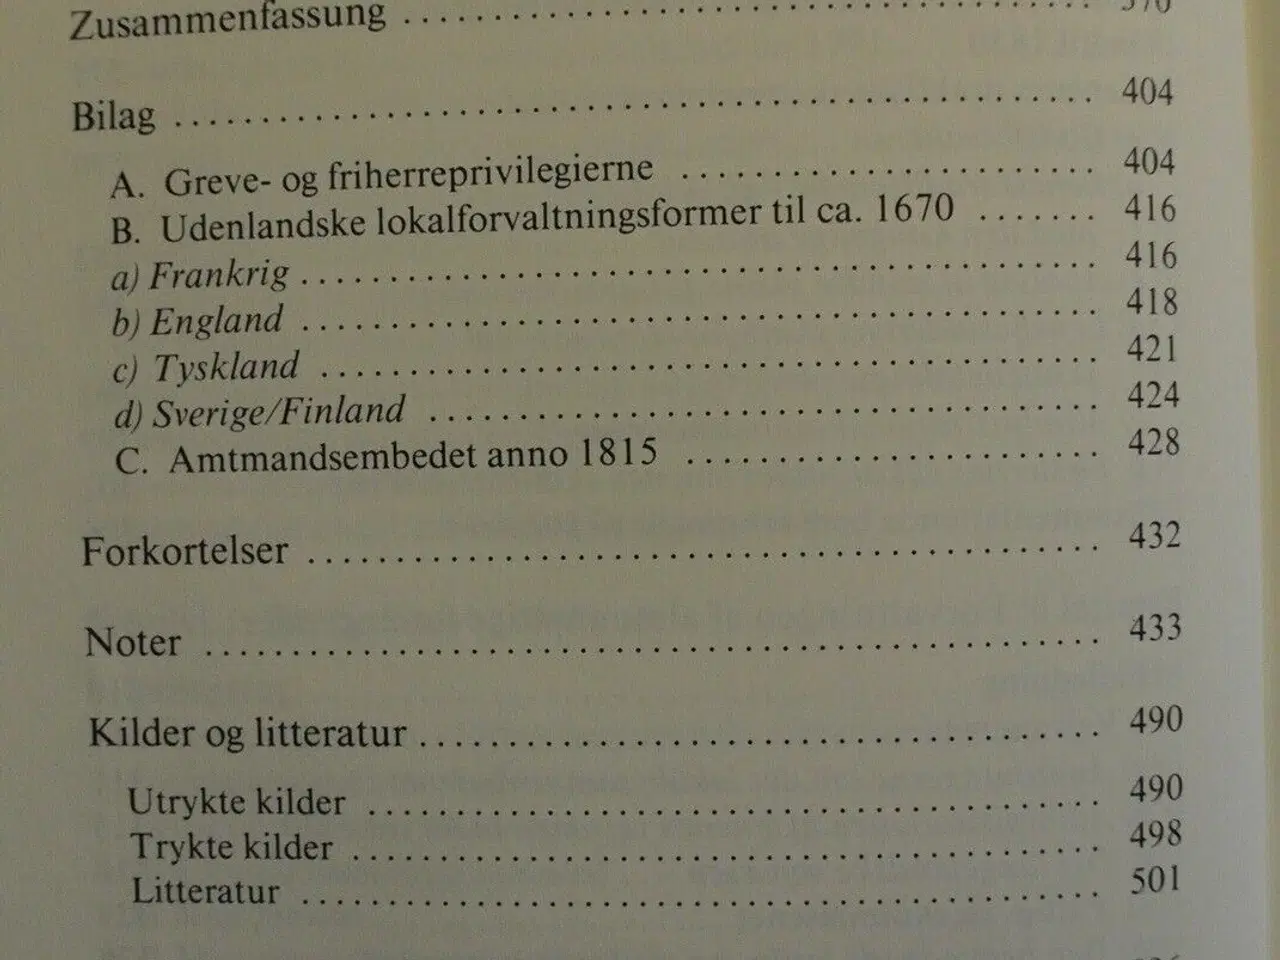 Zusammenfassung ........................................
Bilag ........................................ 404
A. Greve- og friherreprivilegierne ........................ 404
B. Udenlandske lokalforvaltningsformer til ca. 1670 ....... 416
a) Frankrig ........................................ 416
b) England ........................................ 418
c) Tyskland ........................................ 421
d) Sverige/Finland ........................................ 424
C. Amtmandsembedet anno 1815 ........................ 428
Forkortelser ........................................ 432
Noter ........................................ 433
Kilder og litteratur ........................................ 490
Utrykte kilder ........................................ 490
Trykte kilder ........................................ 498
Litteratur ........................................ 501